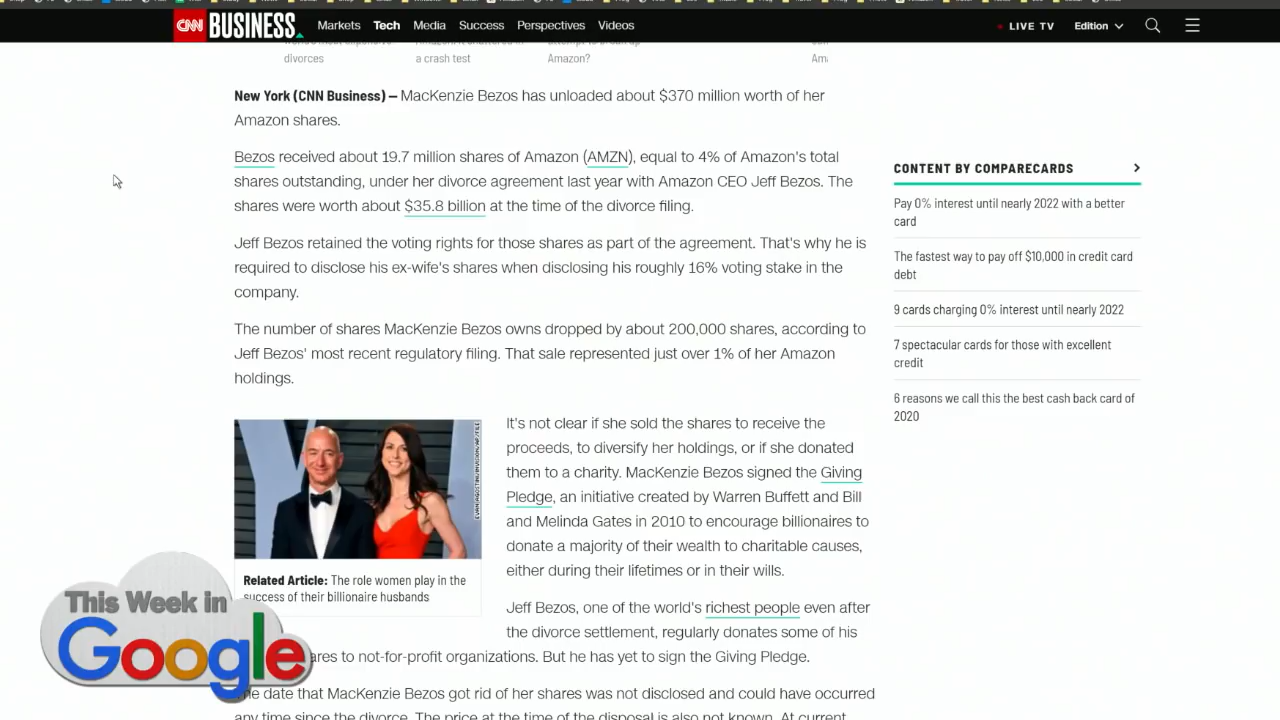 CNN BUSINESS Markets Tech Media Success Perspectives Videos LIVE TV Edition
divorces a crash test Amazon?
New York (CNN Business) — MacKenzie Bezos has unloaded about $370 million worth of her
Amazon shares.
Bezos received about 19.7 million shares of Amazon (AMZN), equal to 4% of Amazon's total
shares outstanding, under her divorce agreement last year with Amazon CEO Jeff Bezos. The
shares were worth about $35.8 billion at the time of the divorce filing.
Jeff Bezos retained the voting rights for those shares as part of the agreement. That's why he is
required to disclose his ex-wife's shares when disclosing his roughly 16% voting stake in the
company.
The number of shares MacKenzie Bezos owns dropped by about 200,000 shares, according to
Jeff Bezos' most recent regulatory filing. That sale represented just over 1% of her Amazon
holdings.
It's not clear if she sold the shares to receive the
proceeds, to diversify her holdings, or if she donated
them to a charity. MacKenzie Bezos signed the Giving
Pledge, an initiative created by Warren Buffett and Bill
and Melinda Gates in 2010 to encourage billionaires to
donate a majority of their wealth to charitable causes,
either during their lifetimes or in their wills.
EVAN AGOSTINI/INVISION/AP/FILE
Related Article: The role women play in the
success of their billionaire husbands
Jeff Bezos, one of the world's richest people even after
the divorce settlement, regularly donates some of his
ares to not-for-profit organizations. But he has yet to sign the Giving Pledge.
The date that MacKenzie Bezos got rid of her shares was not disclosed and could have occurred
any time since the divorce. The price at the time of the disposal is also not known. At current
CONTENT BY COMPARECARDS
Pay 0% interest until nearly 2022 with a better
card
The fastest way to pay off $10,000 in credit card
debt
9 cards charging 0% interest until nearly 2022
7 spectacular cards for those with excellent
credit
6 reasons we call this the best cash back card of
2020
This Week in
Google